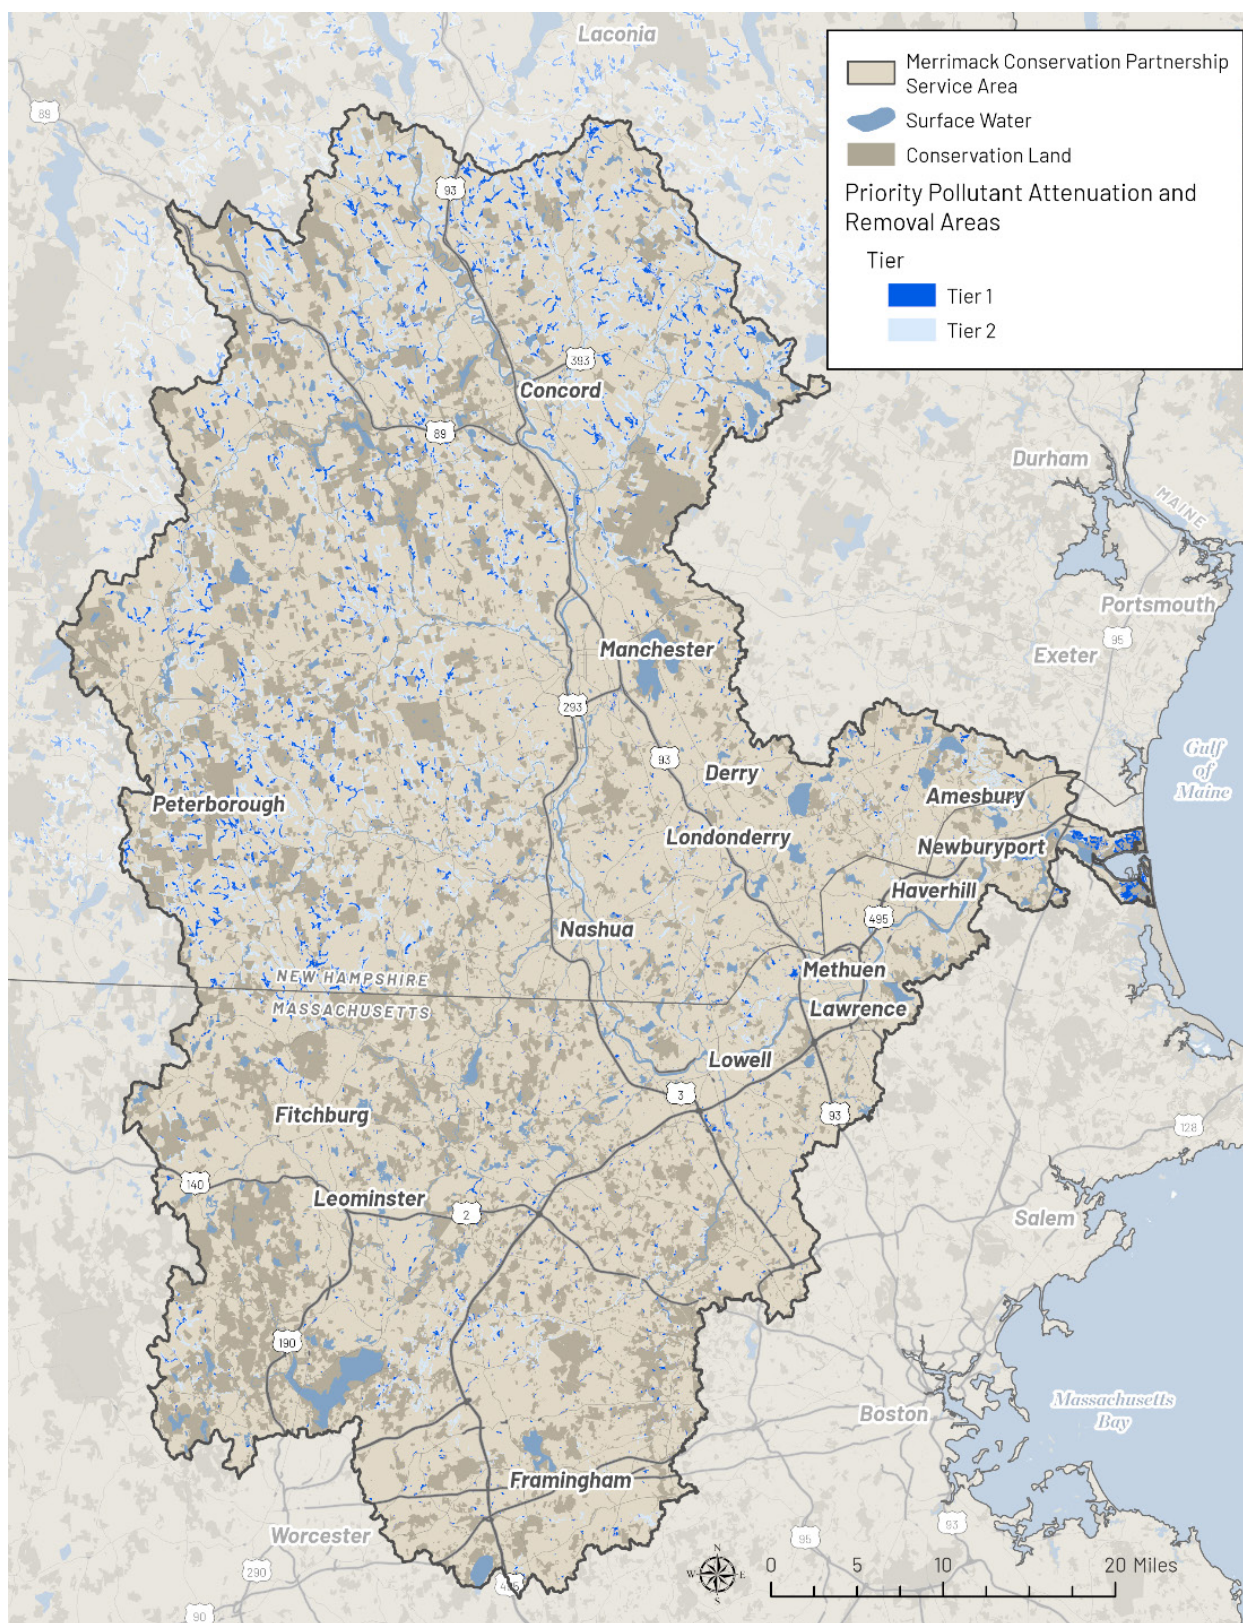 Laconia
Merrimack Conservation Partnership
Service Area
Surface Water
Conservation Land
Priority Pollutant Attenuation and
Removal Areas
Tier
Tier 1
Tier 2
89
93
393
Concord
89
Durham
MAINE
Portsmouth
95
Exeter
Manchester
293
93
Derry
Gulf
of
Maine
Peterborough
Amesbury
Londonderry
Newburyport
Haverhill
495
Nashua
Methuen
NEW HAMPSHIRE
MASSACHUSETTS
Lawrence
Lowell
3
Fitchburg
93
128
140
Leominster
2
Salem
190
Massachusetts
Bay
Boston
Framingham
Worcester
95
93
N
W
E
S
0
5
10
20 Miles
290
495
90